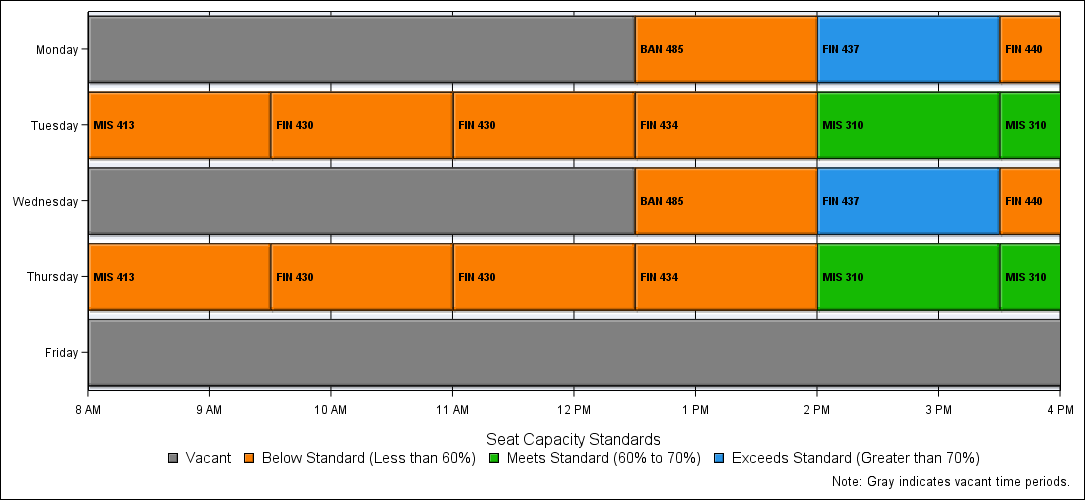 Monday BAN 485 FIN 437 FIN 440
Tuesday MIS 413 FIN 430 FIN 430 FIN 434 MIS 310 MIS 310
Wednesday BAN 485 FIN 437 FIN 440
Thursday MIS 413 FIN 430 FIN 430 FIN 434 MIS 310 MIS 310
Friday
8 AM 9 AM 10 AM 11 AM 12 PM 1 PM 2 PM 3 PM 4 PM
Seat Capacity Standards
Vacant Below Standard (Less than 60%) Meets Standard (60% to 70%) Exceeds Standard (Greater than 70%)
Note: Gray indicates vacant time periods.